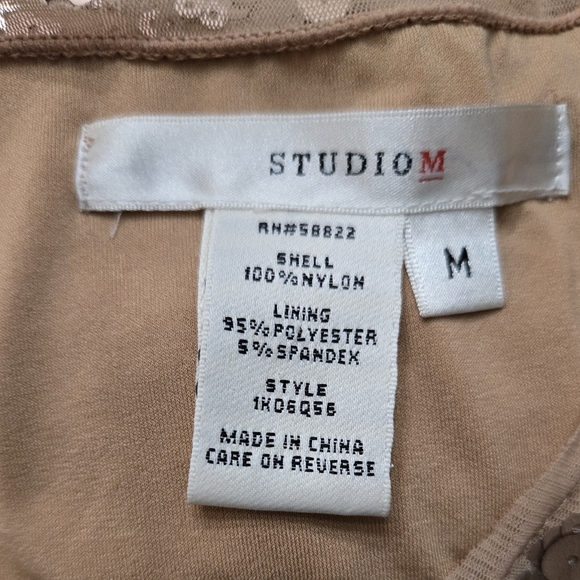 STUDIOM
RN#58822
SHELL
100%NYLON
LINING
95%POLYESTER
5%SPANDEX
STYLE
1K06Q56
MADE IN CHINA
CARE ON REVERSE
M